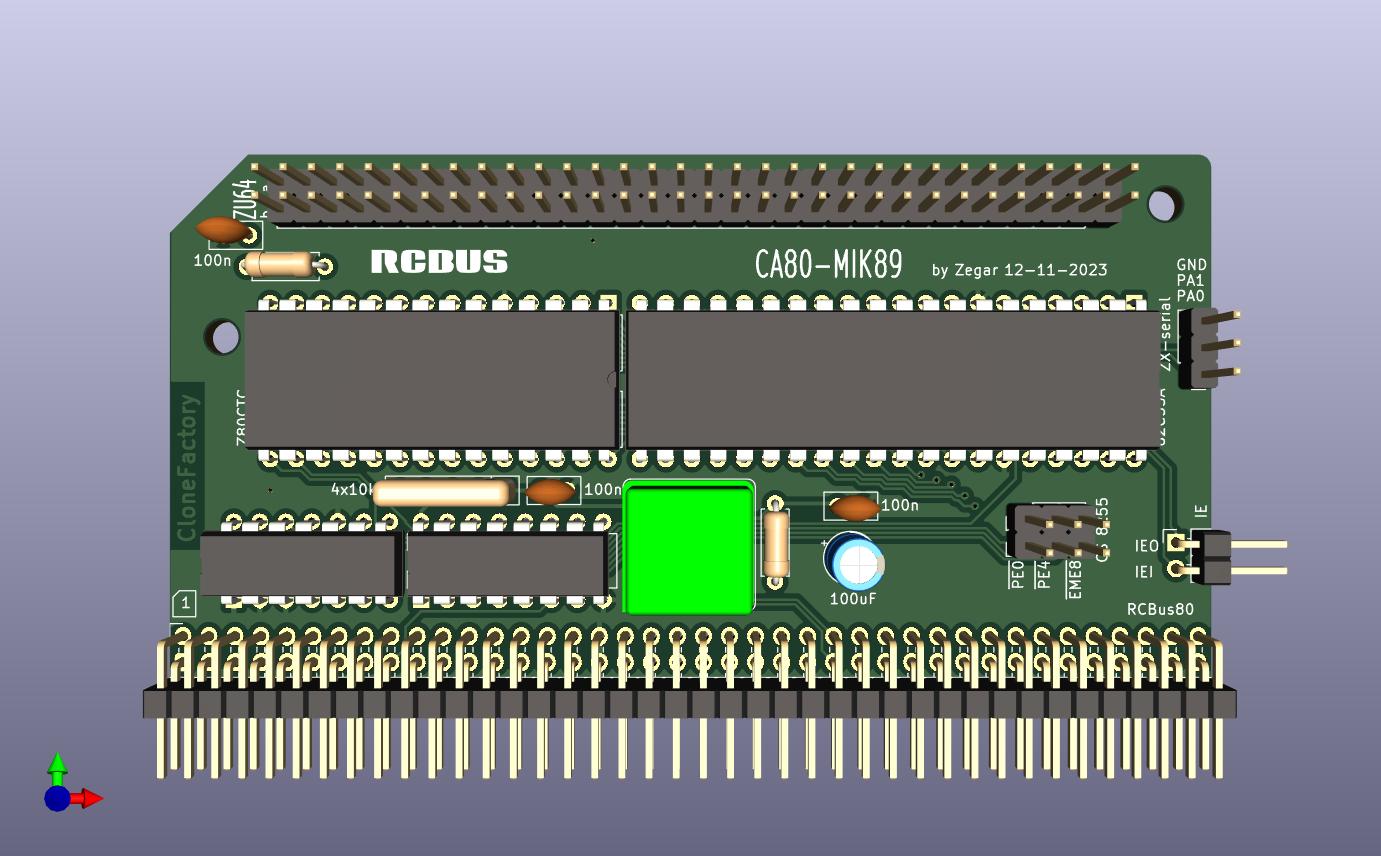 ZU64
a
100n
RCBUS
CA80-MIK89
by Zegar 12-11-2023
GND
PA1
PA0
ZX-serial
Z80CTC
CloneFactory
4x10k
100n
100n
+
100uF
IE
IEO
IEI
PE0
PE4
EME8
RCBus80
1